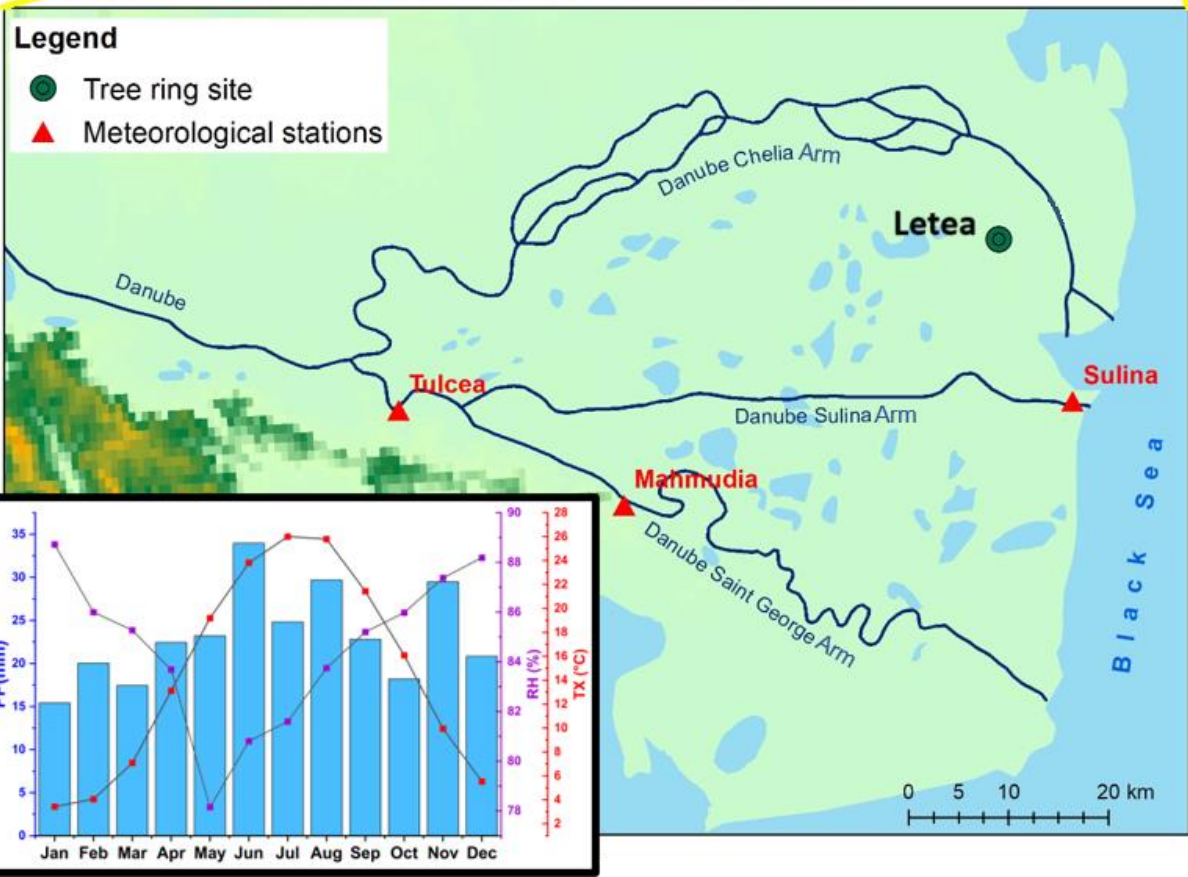 Legend
Tree ring site
Meteorological stations
Danube Chelia Arm
Letea
Danube
Tulcea
Sulina
Danube Sulina Arm
Mahmudia
Danube Saint George Arm
Black Sea
0 5 10 20 km
35
30
25
20
15
10
5
0
(mm)
90
88
86
84
82
80
78
RH (%)
28
26
24
22
20
18
16
14
12
10
8
6
4
2
TX (°C)
Jan Feb Mar Apr May Jun Jul Aug Sep Oct Nov Dec